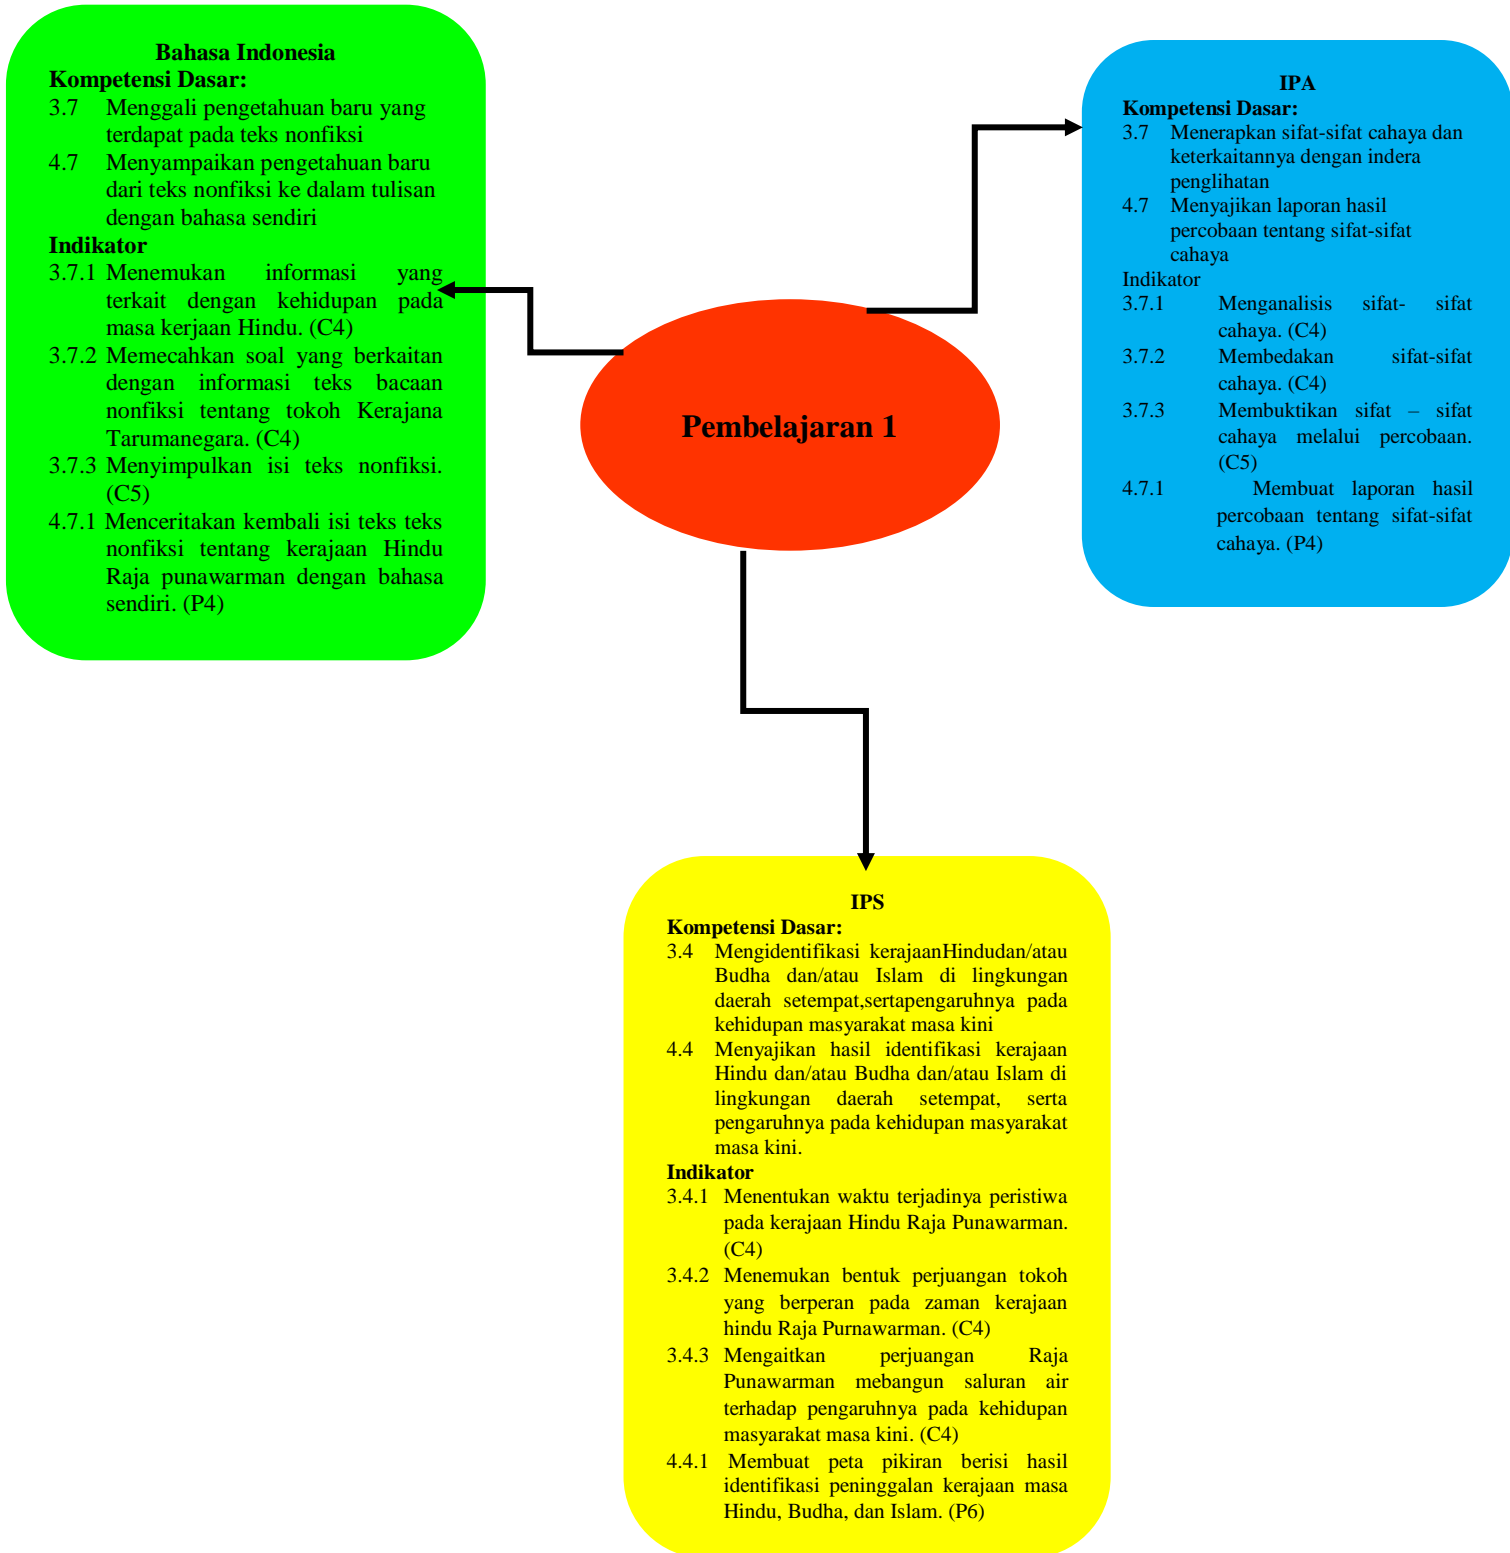 Bahasa Indonesia
Kompetensi Dasar:
3.7 Menggali pengetahuan baru yang
terdapat pada teks nonfiksi
4.7 Menyampaikan pengetahuan baru
dari teks nonfiksi ke dalam tulisan
dengan bahasa sendiri
Indikator
3.7.1 Menemukan informasi yang
terkait dengan kehidupan pada
masa kerjaan Hindu. (C4)
3.7.2 Memecahkan soal yang berkaitan
dengan informasi teks bacaan
nonfiksi tentang tokoh Kerajana
Tarumanegara. (C4)
3.7.3 Menyimpulkan isi teks nonfiksi.
(C5)
4.7.1 Menceritakan kembali isi teks teks
nonfiksi tentang kerajaan Hindu
Raja punawarman dengan bahasa
sendiri. (P4)
IPA
Kompetensi Dasar:
3.7 Menerapkan sifat-sifat cahaya dan
keterkaitannya dengan indera
penglihatan
4.7 Menyajikan laporan hasil
percobaan tentang sifat-sifat
cahaya
Indikator
3.7.1 Menganalisis sifat- sifat
cahaya. (C4)
3.7.2 Membedakan sifat-sifat
cahaya. (C4)
3.7.3 Membuktikan sifat – sifat
cahaya melalui percobaan.
(C5)
4.7.1 Membuat laporan hasil
percobaan tentang sifat-sifat
cahaya. (P4)
Pembelajaran 1
IPS
Kompetensi Dasar:
3.4 Mengidentifikasi kerajaanHindudan/atau
Budha dan/atau Islam di lingkungan
daerah setempat,sertapengaruhnya pada
kehidupan masyarakat masa kini
4.4 Menyajikan hasil identifikasi kerajaan
Hindu dan/atau Budha dan/atau Islam di
lingkungan daerah setempat, serta
pengaruhnya pada kehidupan masyarakat
masa kini.
Indikator
3.4.1 Menentukan waktu terjadinya peristiwa
pada kerajaan Hindu Raja Punawarman.
(C4)
3.4.2 Menemukan bentuk perjuangan tokoh
yang berperan pada zaman kerajaan
hindu Raja Purnawarman. (C4)
3.4.3 Mengaitkan perjuangan Raja
Punawarman mebangun saluran air
terhadap pengaruhnya pada kehidupan
masyarakat masa kini. (C4)
4.4.1 Membuat peta pikiran berisi hasil
identifikasi peninggalan kerajaan masa
Hindu, Budha, dan Islam. (P6)